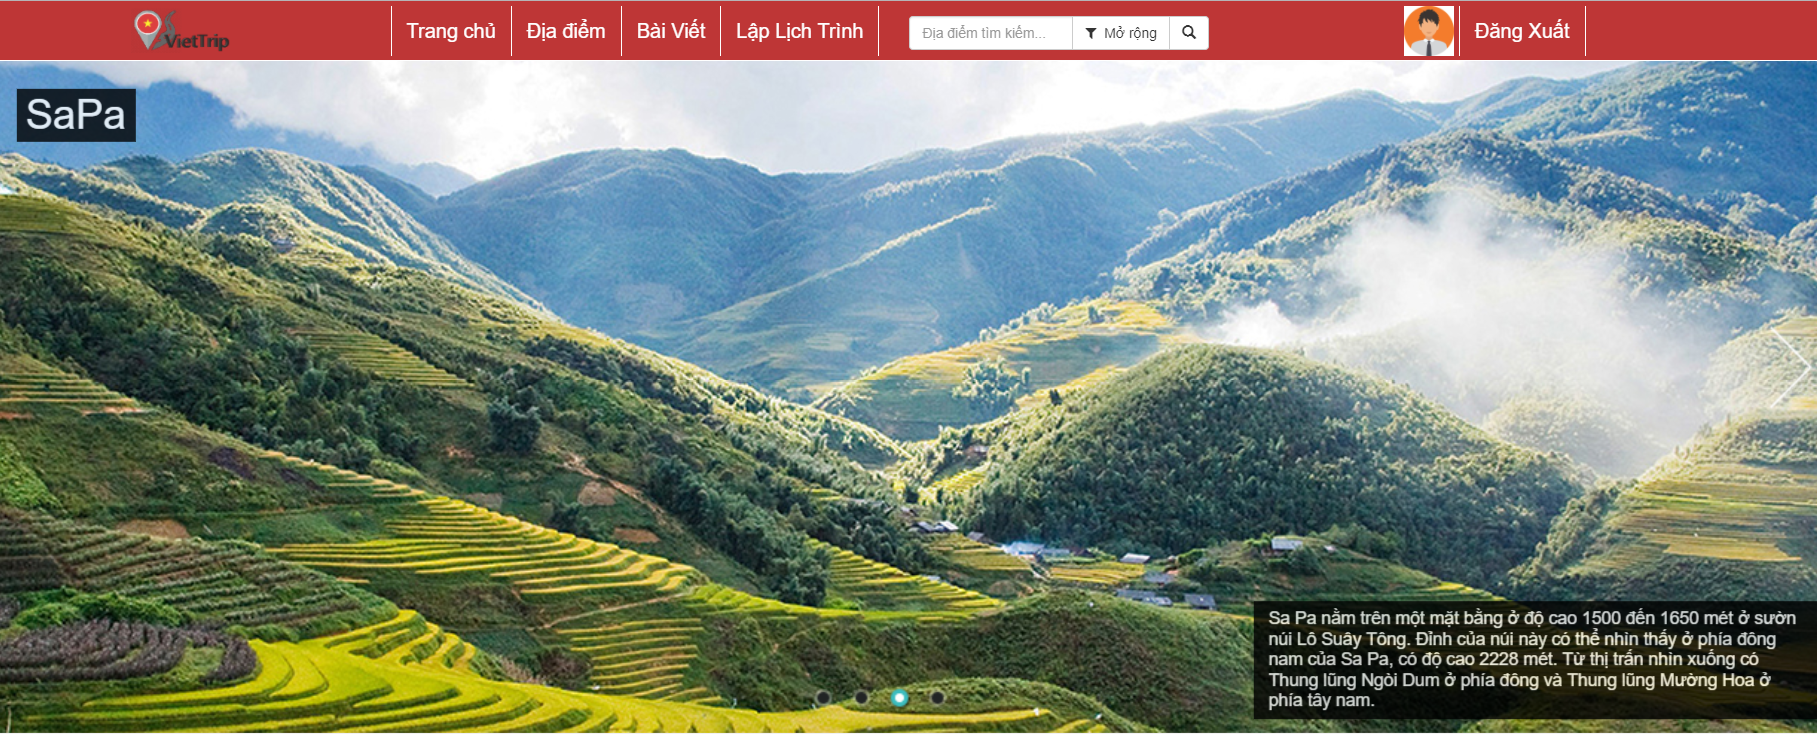 VietTrip
Trang chủ
Địa điểm
Bài Viết
Lập Lịch Trình
Địa điểm tìm kiếm...
Mở rộng
Đăng Xuất
SaPa
Sa Pa nằm trên một mặt bằng ở độ cao 1500 đến 1650 mét ở sườn
núi Lô Suây Tông. Đỉnh của núi này có thể nhìn thấy ở phía đông
nam của Sa Pa, có độ cao 2228 mét. Từ thị trấn nhìn xuống có
Thung lũng Ngòi Dum ở phía đông và Thung lũng Mường Hoa ở
phía tây nam.